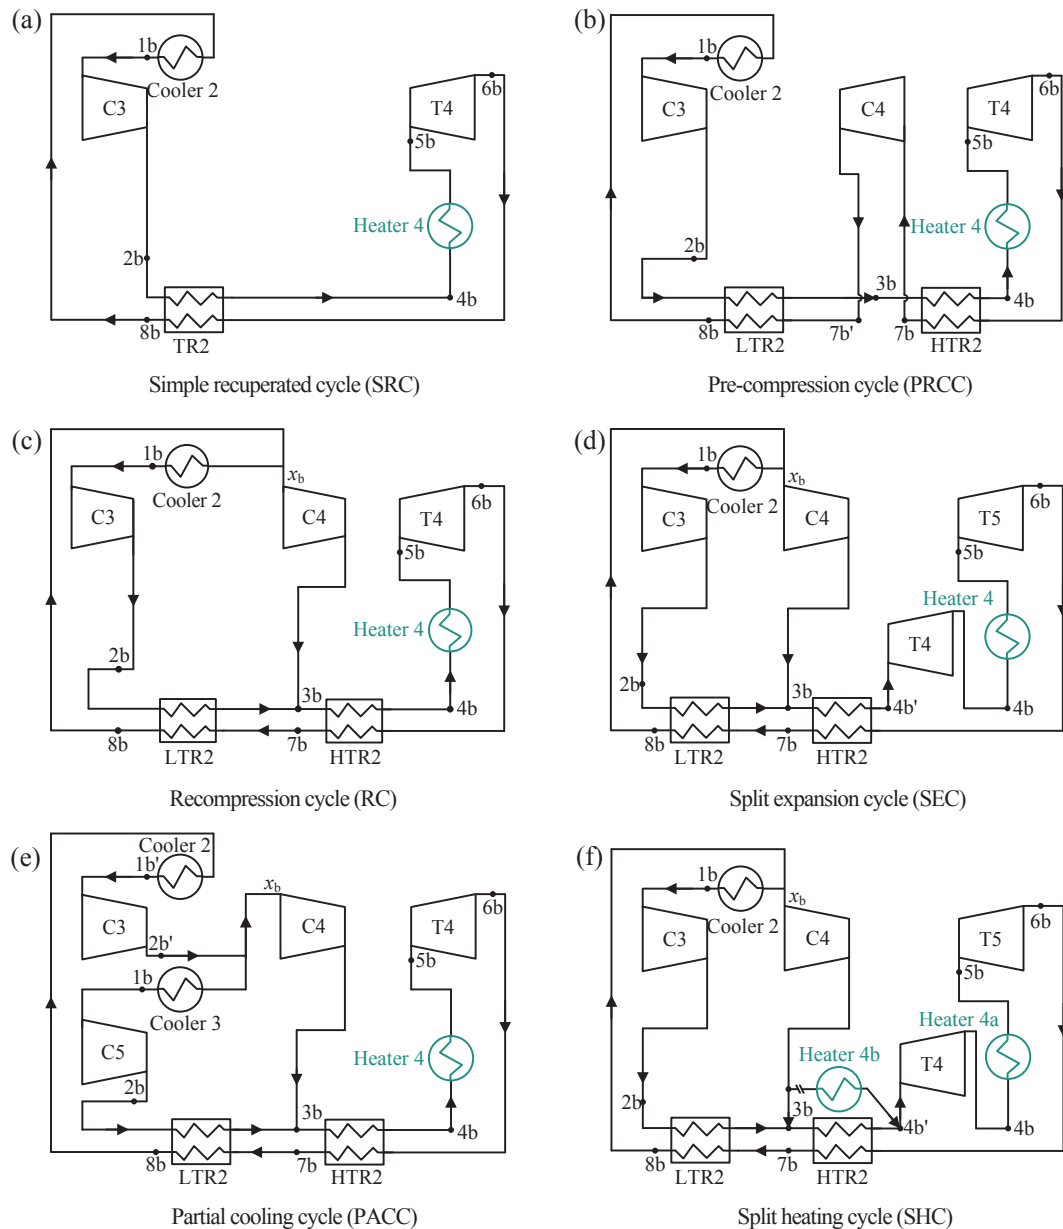 (a)
1b
Cooler 2
C3
T4
6b
5b
Heater 4
2b
4b
8b
TR2
Simple recuperated cycle (SRC)
(b)
1b
Cooler 2
C3
C4
T4
6b
5b
Heater 4
2b
3b
4b
8b
LTR2
7b'
7b
HTR2
Pre-compression cycle (PRCC)
(c)
1b
Cooler 2
xb
C3
C4
T4
6b
5b
Heater 4
2b
3b
4b
8b
LTR2
7b
HTR2
Recompression cycle (RC)
(d)
1b
Cooler 2
xb
C3
C4
T5
6b
5b
Heater 4
T4
2b
3b
4b'
4b
8b
LTR2
7b
HTR2
Split expansion cycle (SEC)
(e)
Cooler 2
1b'
xb
C3
C4
T4
6b
2b'
5b
1b
Cooler 3
C5
Heater 4
2b
3b
4b
8b
LTR2
7b
HTR2
Partial cooling cycle (PACC)
(f)
1b
Cooler 2
xb
C3
C4
T5
6b
5b
Heater 4a
Heater 4b
T4
2b
3b
4b'
4b
8b
LTR2
7b
HTR2
Split heating cycle (SHC)